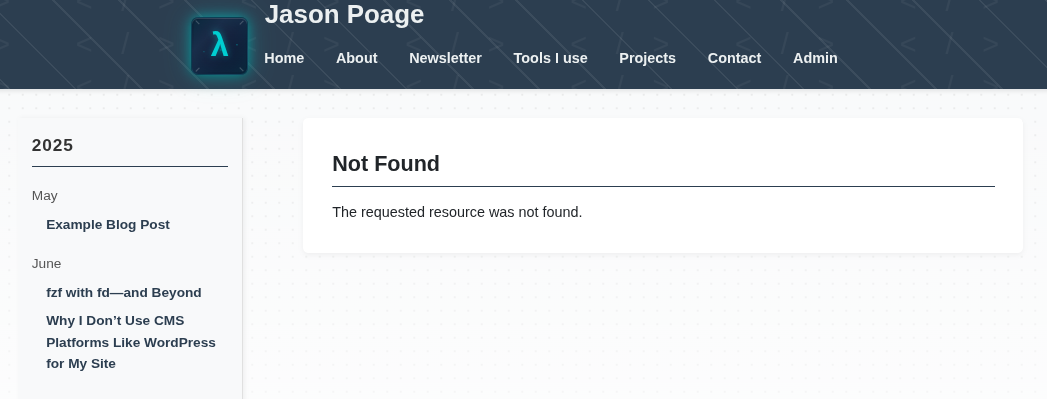 Jason Poage
λ
Home About Newsletter Tools I use Projects Contact Admin
2025
May
Example Blog Post
June
fzf with fd—and Beyond
Why I Don’t Use CMS
Platforms Like WordPress
for My Site
Not Found
The requested resource was not found.